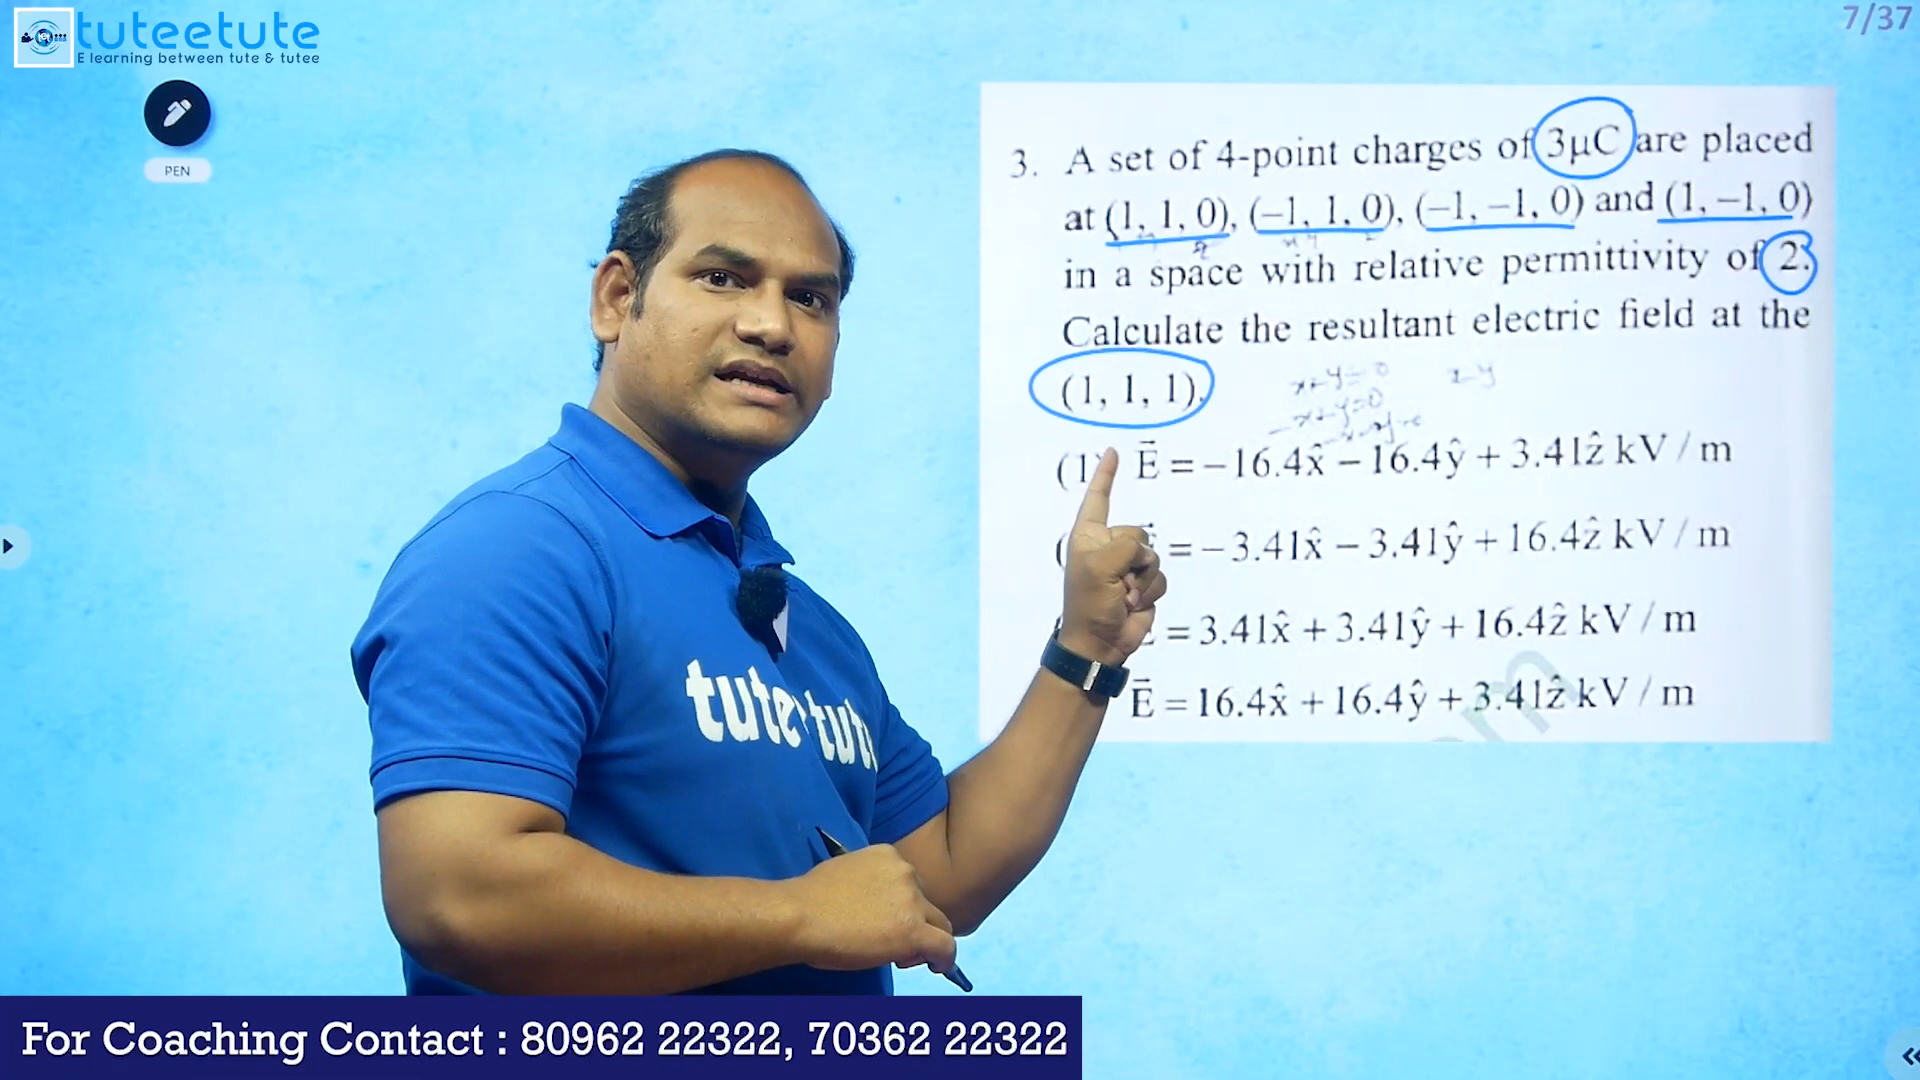 tuteetute
E learning between tute & tutee
7/37
PEN
3. A set of 4-point charges of 3μC are placed
at (1, 1, 0), (−1, 1, 0), (−1, −1, 0) and (1, −1, 0)
in a space with relative permittivity of 2.
Calculate the resultant electric field at the
(1, 1, 1).
x+y=0
x-y
-x+y=0
(1) E⃗ = −16.4x̂ − 16.4ŷ + 3.41ẑ kV / m
= − 3.41x̂ − 3.41ŷ + 16.4ẑ kV / m
= 3.41x̂ + 3.41ŷ + 16.4ẑ kV / m
E⃗ = 16.4x̂ + 16.4ŷ + 3.41ẑ kV / m
For Coaching Contact : 80962 22322, 70362 22322